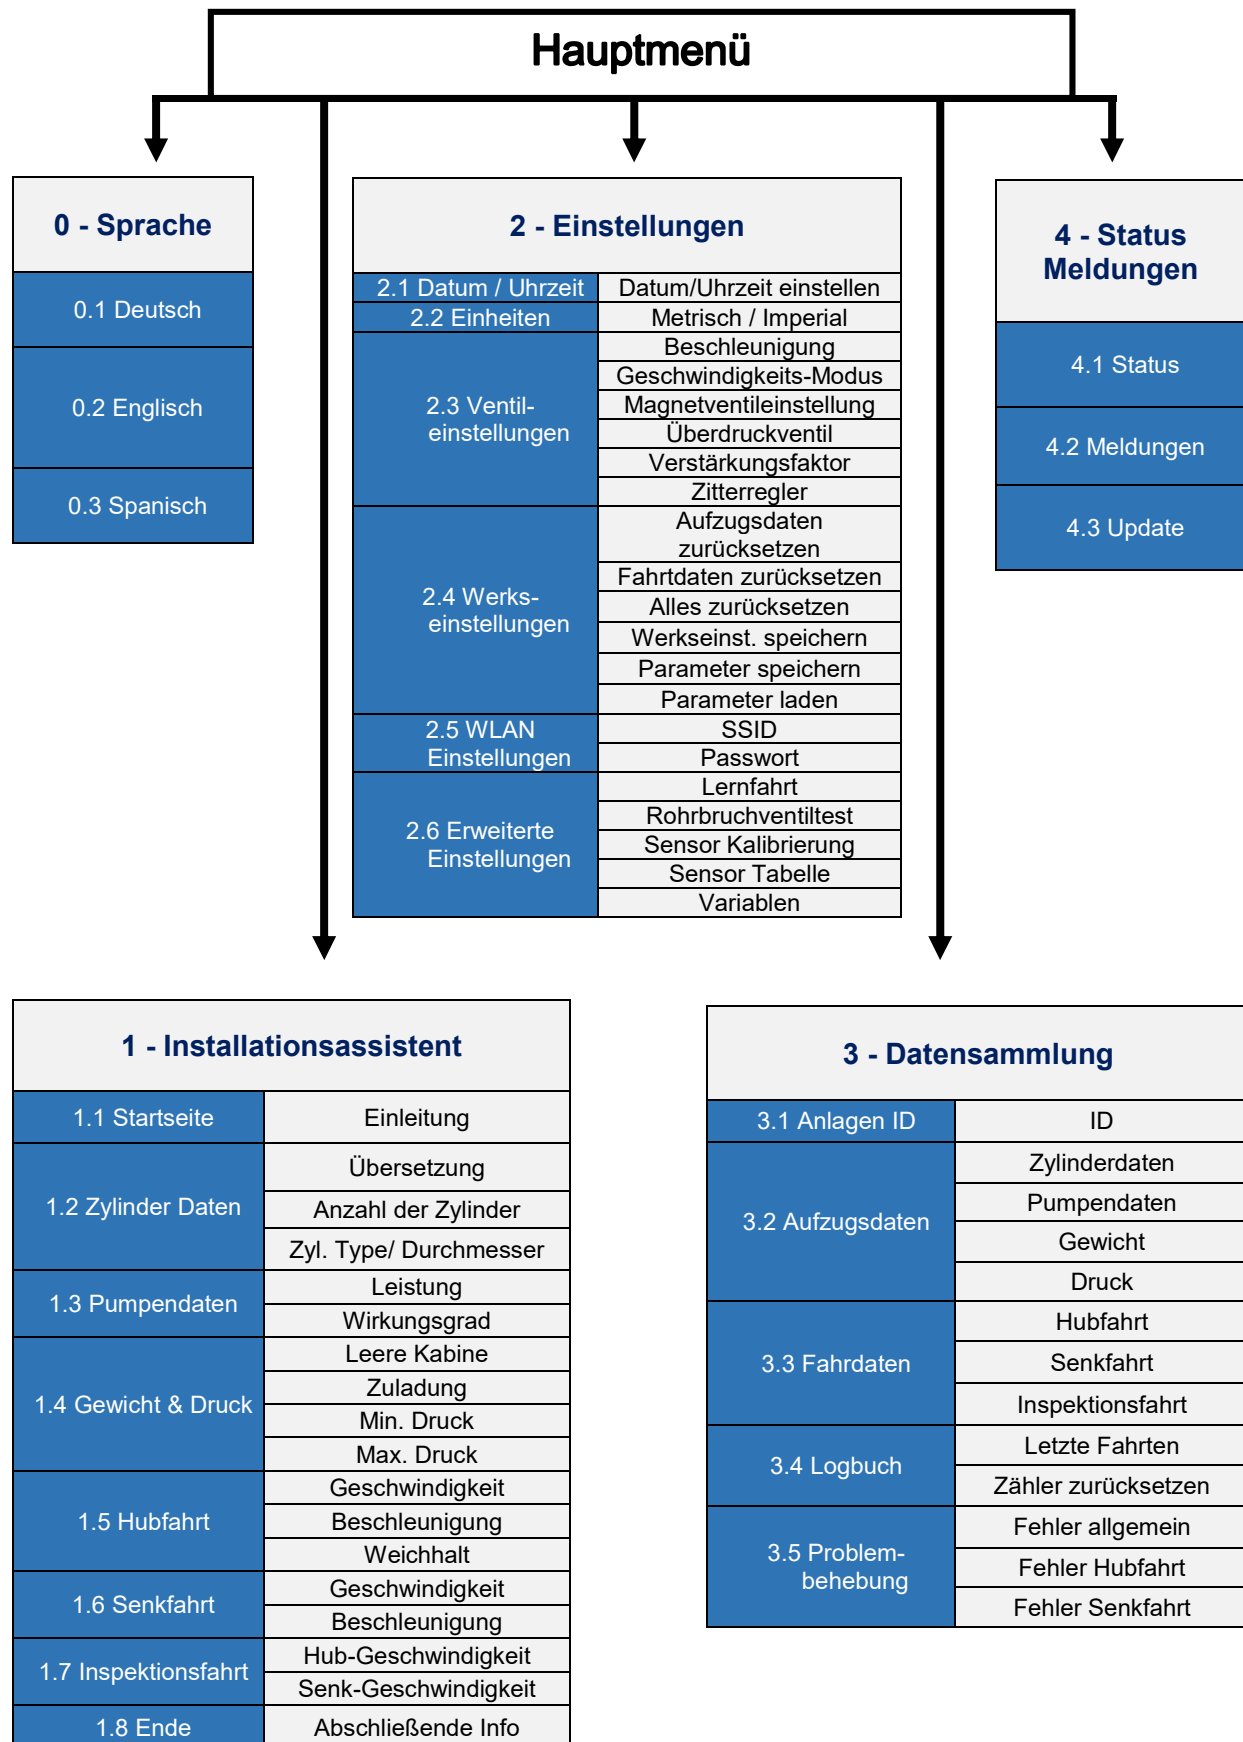 Hauptmenü
0 - Sprache
0.1 Deutsch
0.2 Englisch
0.3 Spanisch
2 - Einstellungen
2.1 Datum / Uhrzeit
Datum/Uhrzeit einstellen
2.2 Einheiten
Metrisch / Imperial
2.3 Ventil-
einstellungen
Beschleunigung
Geschwindigkeits-Modus
Magnetventileinstellung
Überdruckventil
Verstärkungsfaktor
Zitterregler
2.4 Werks-
einstellungen
Aufzugsdaten
zurücksetzen
Fahrtdaten zurücksetzen
Alles zurücksetzen
Werkseinst. speichern
Parameter speichern
Parameter laden
2.5 WLAN
Einstellungen
SSID
Passwort
2.6 Erweiterte
Einstellungen
Lernfahrt
Rohrbruchventiltest
Sensor Kalibrierung
Sensor Tabelle
Variablen
4 - Status
Meldungen
4.1 Status
4.2 Meldungen
4.3 Update
1 - Installationsassistent
1.1 Startseite
Einleitung
1.2 Zylinder Daten
Übersetzung
Anzahl der Zylinder
Zyl. Type/ Durchmesser
1.3 Pumpendaten
Leistung
Wirkungsgrad
1.4 Gewicht & Druck
Leere Kabine
Zuladung
Min. Druck
Max. Druck
1.5 Hubfahrt
Geschwindigkeit
Beschleunigung
Weichhalt
1.6 Senkfahrt
Geschwindigkeit
Beschleunigung
1.7 Inspektionsfahrt
Hub-Geschwindigkeit
Senk-Geschwindigkeit
1.8 Ende
Abschließende Info
3 - Datensammlung
3.1 Anlagen ID
ID
3.2 Aufzugsdaten
Zylinderdaten
Pumpendaten
Gewicht
Druck
3.3 Fahrdaten
Hubfahrt
Senkfahrt
Inspektionsfahrt
3.4 Logbuch
Letzte Fahrten
Zähler zurücksetzen
3.5 Problem-
behebung
Fehler allgemein
Fehler Hubfahrt
Fehler Senkfahrt